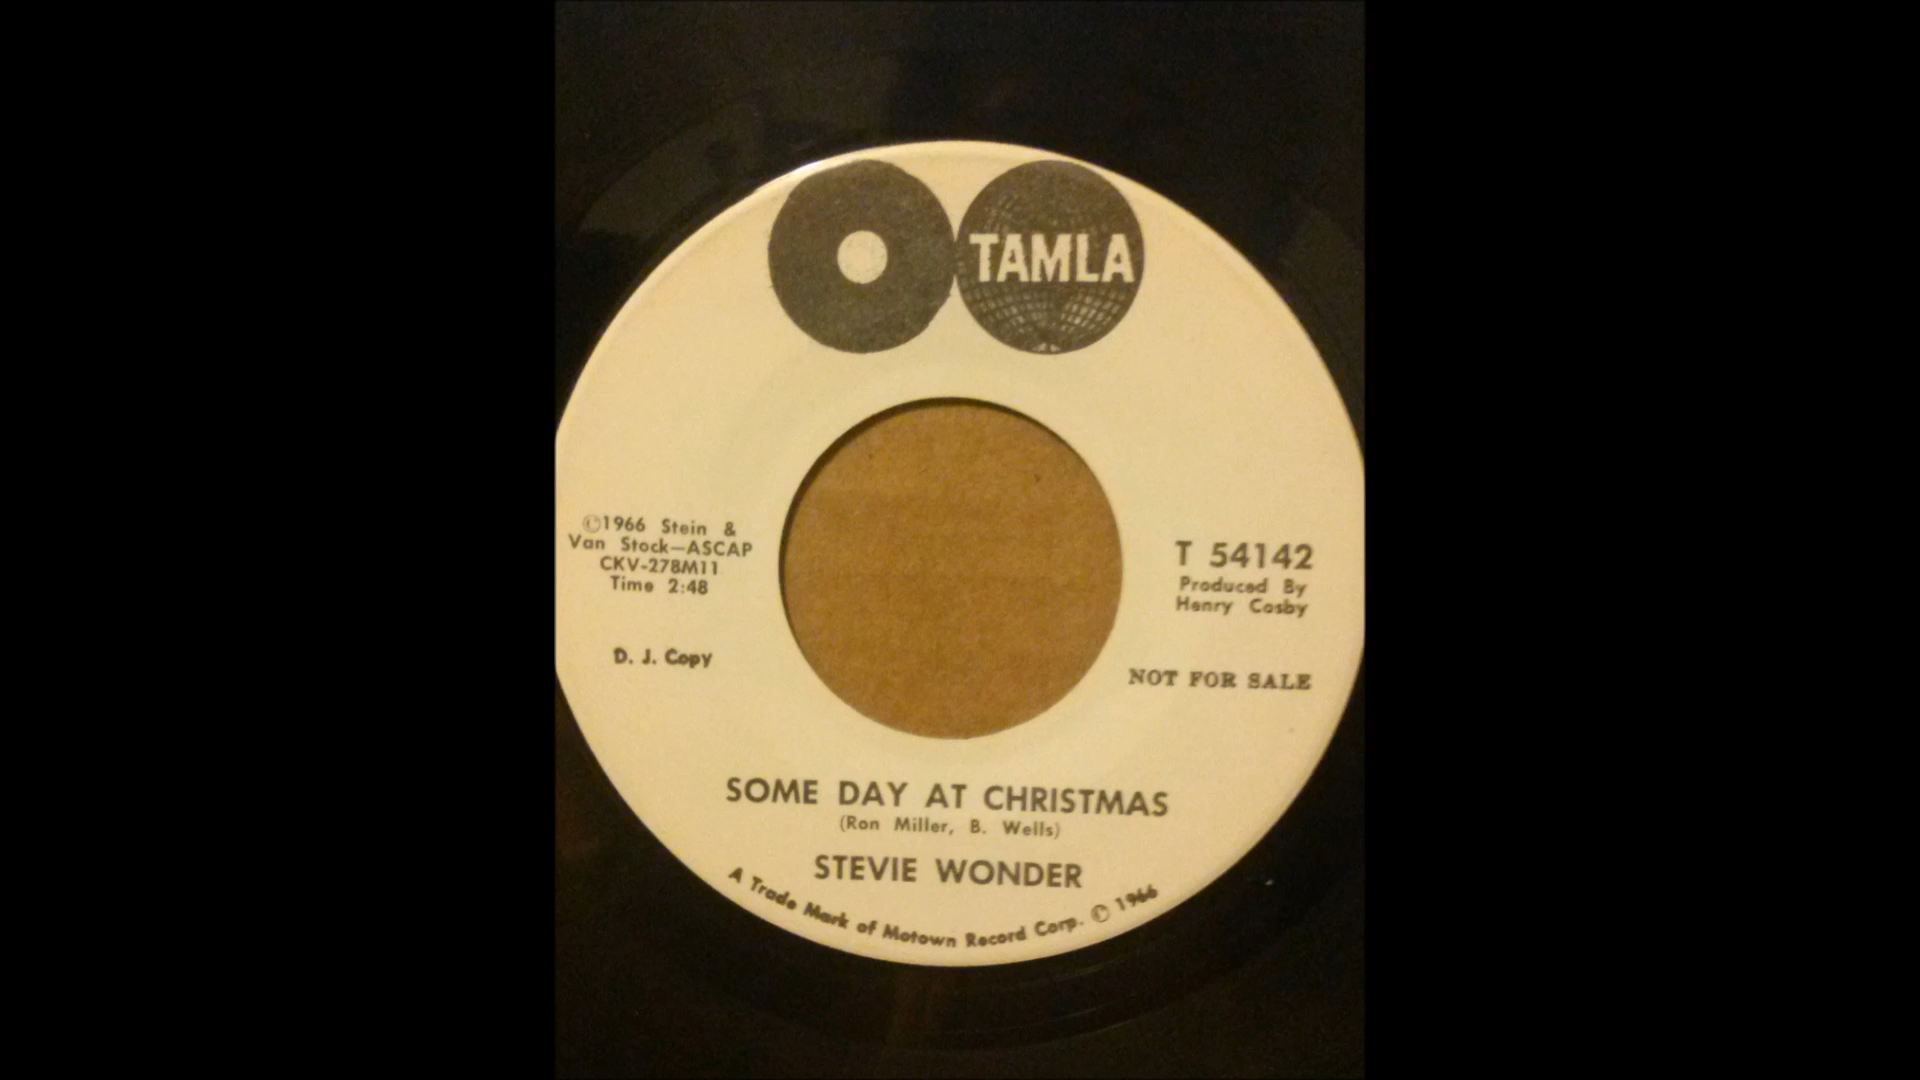 TAMLA
©1966 Stein &
Van Stock—ASCAP
CKV-278M11
Time 2:48
D. J. Copy
T 54142
Produced By
Henry Cosby
NOT FOR SALE
SOME DAY AT CHRISTMAS
(Ron Miller, B. Wells)
STEVIE WONDER
A Trade Mark of Motown Record Corp. © 1966